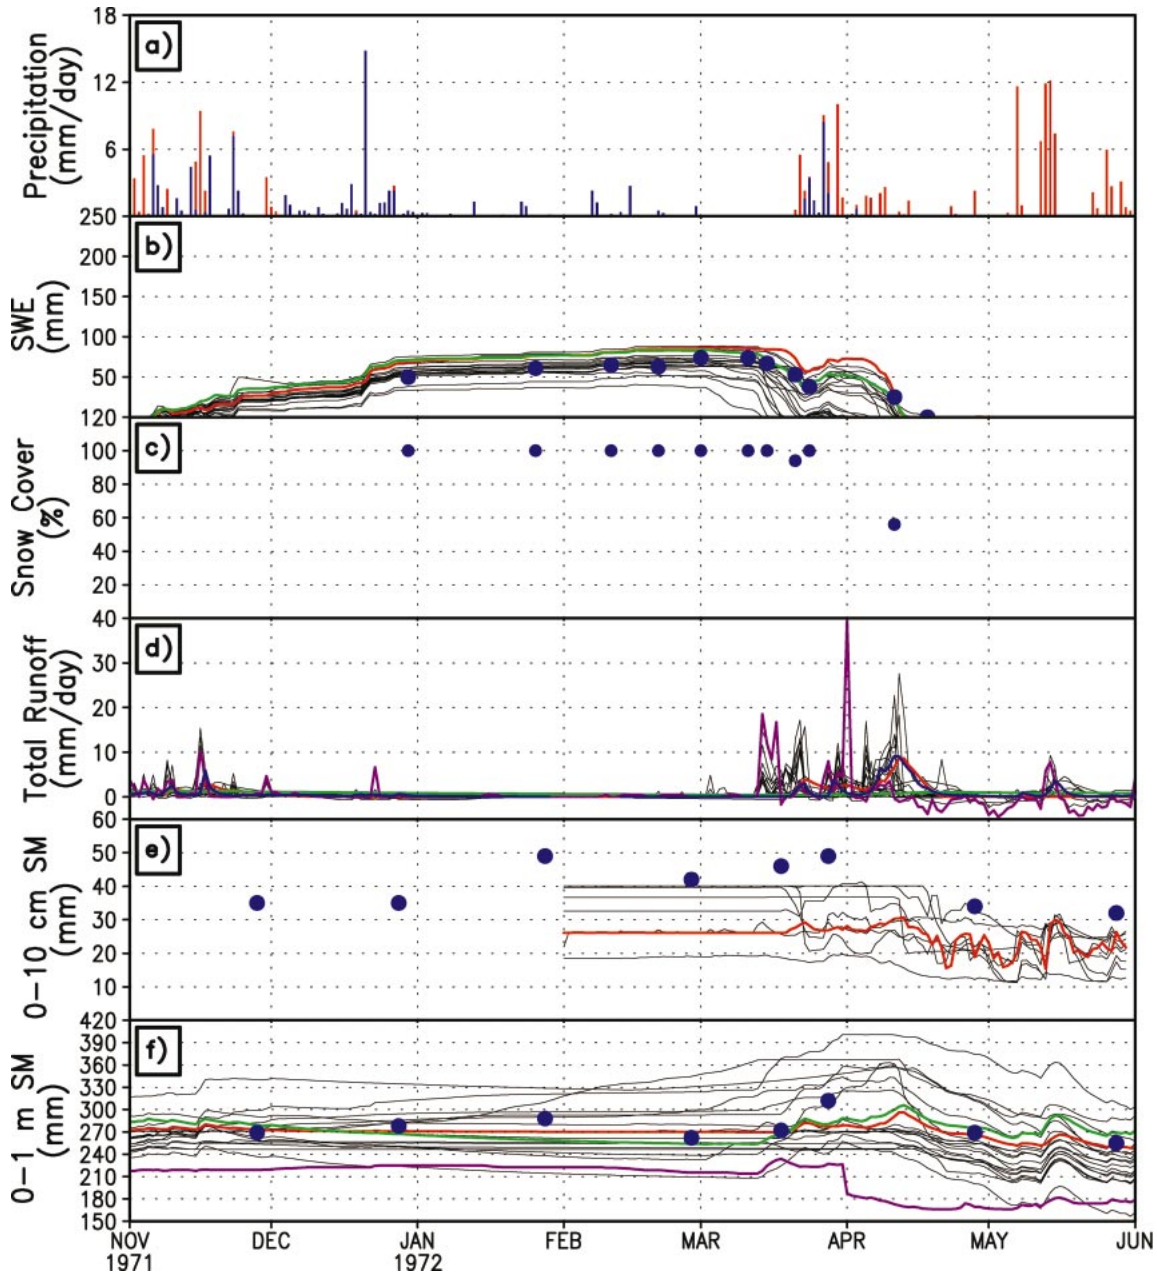 a)
Precipitation
(mm/day)
18
12
6
250
b)
SWE
(mm)
200
150
100
50
120
c)
Snow Cover
(%)
100
80
60
40
20
40
d)
Total Runoff
(mm/day)
30
20
10
0
60
e)
0-10 cm SM
(mm)
50
40
30
20
10
420
f)
0-1 m SM
(mm)
390
360
330
300
270
240
210
180
150
NOV DEC JAN FEB MAR APR MAY JUN
1971 1972